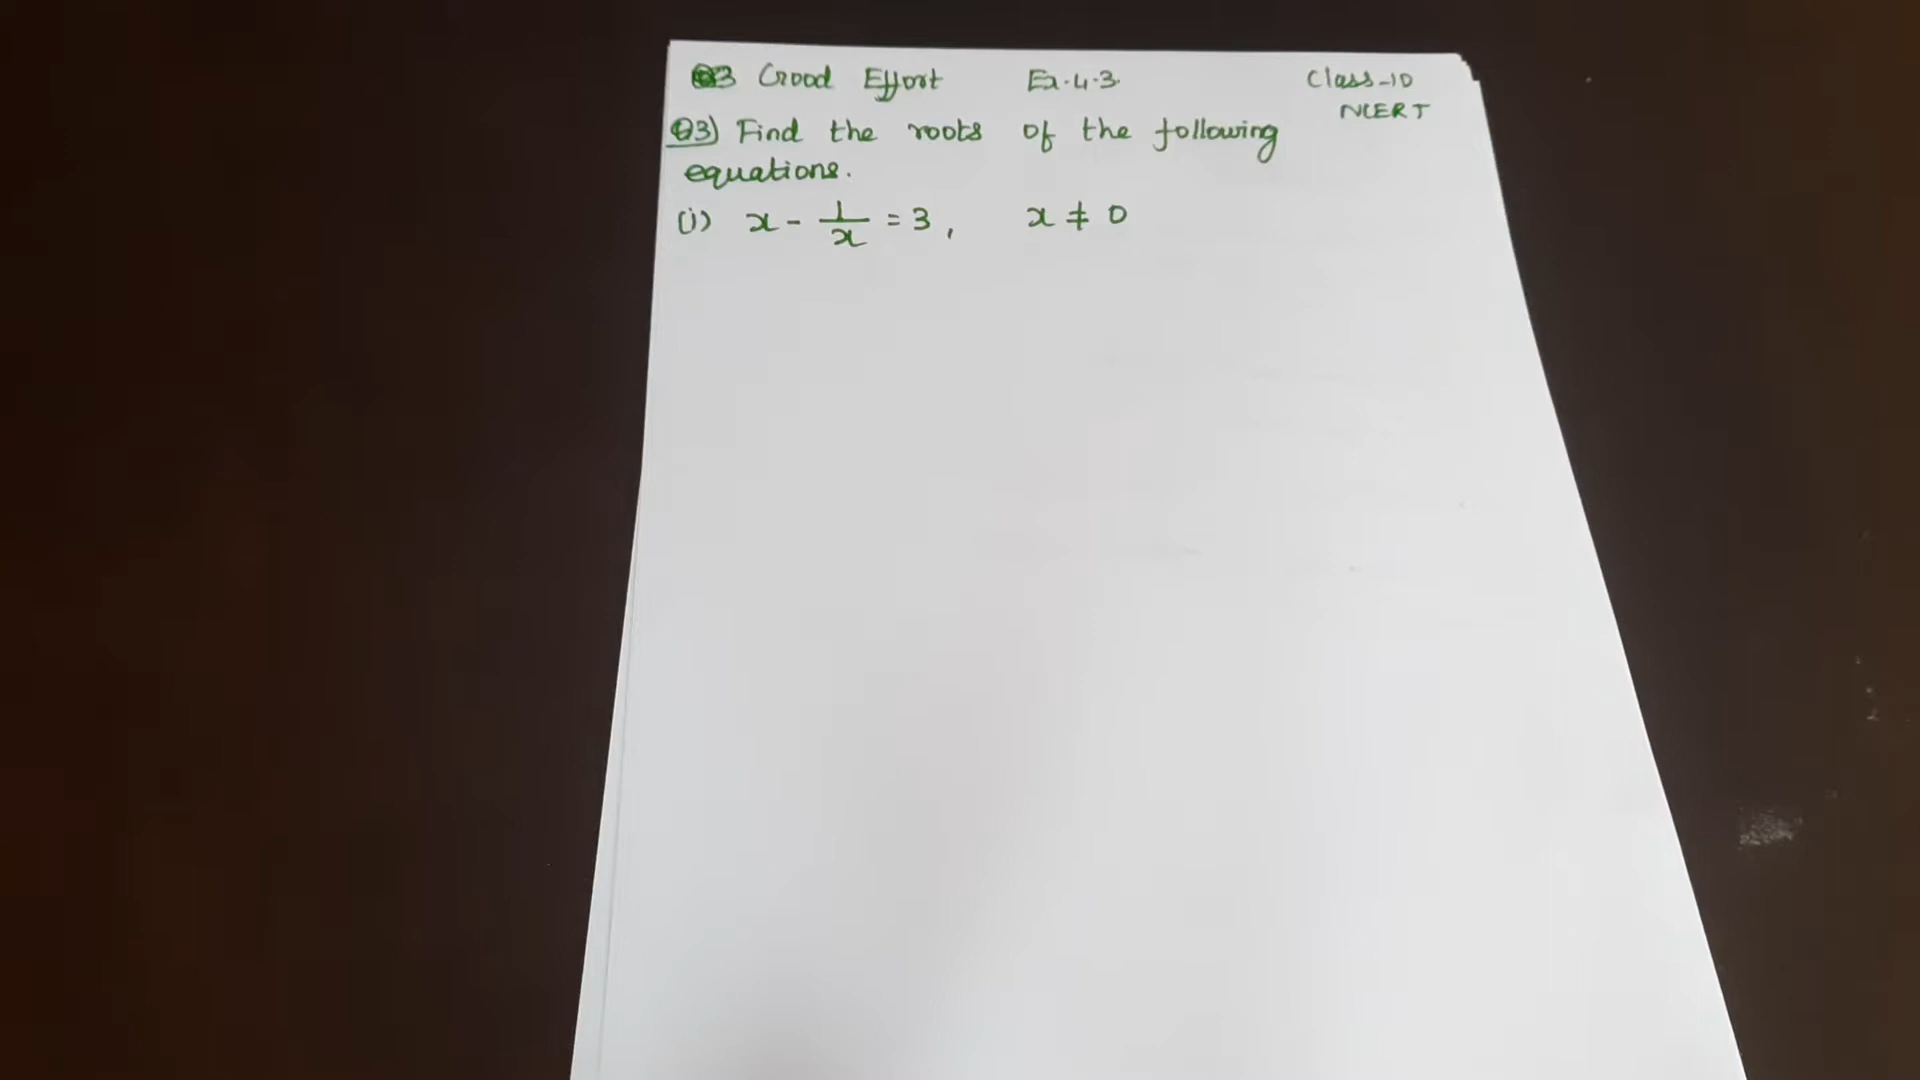 Good Effort Ex.4.3 Class-10
NCERT
Q3) Find the roots of the following
equations.
(i) x - 1/x = 3, x ≠ 0